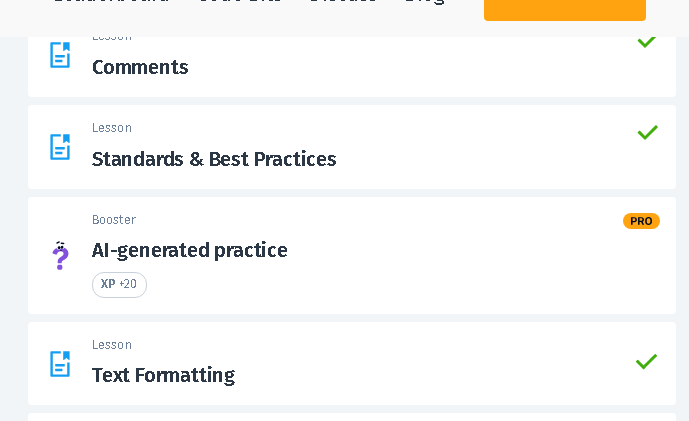 Lesson
Comments
Lesson
Standards & Best Practices
Booster
PRO
AI-generated practice
XP +20
Lesson
Text Formatting